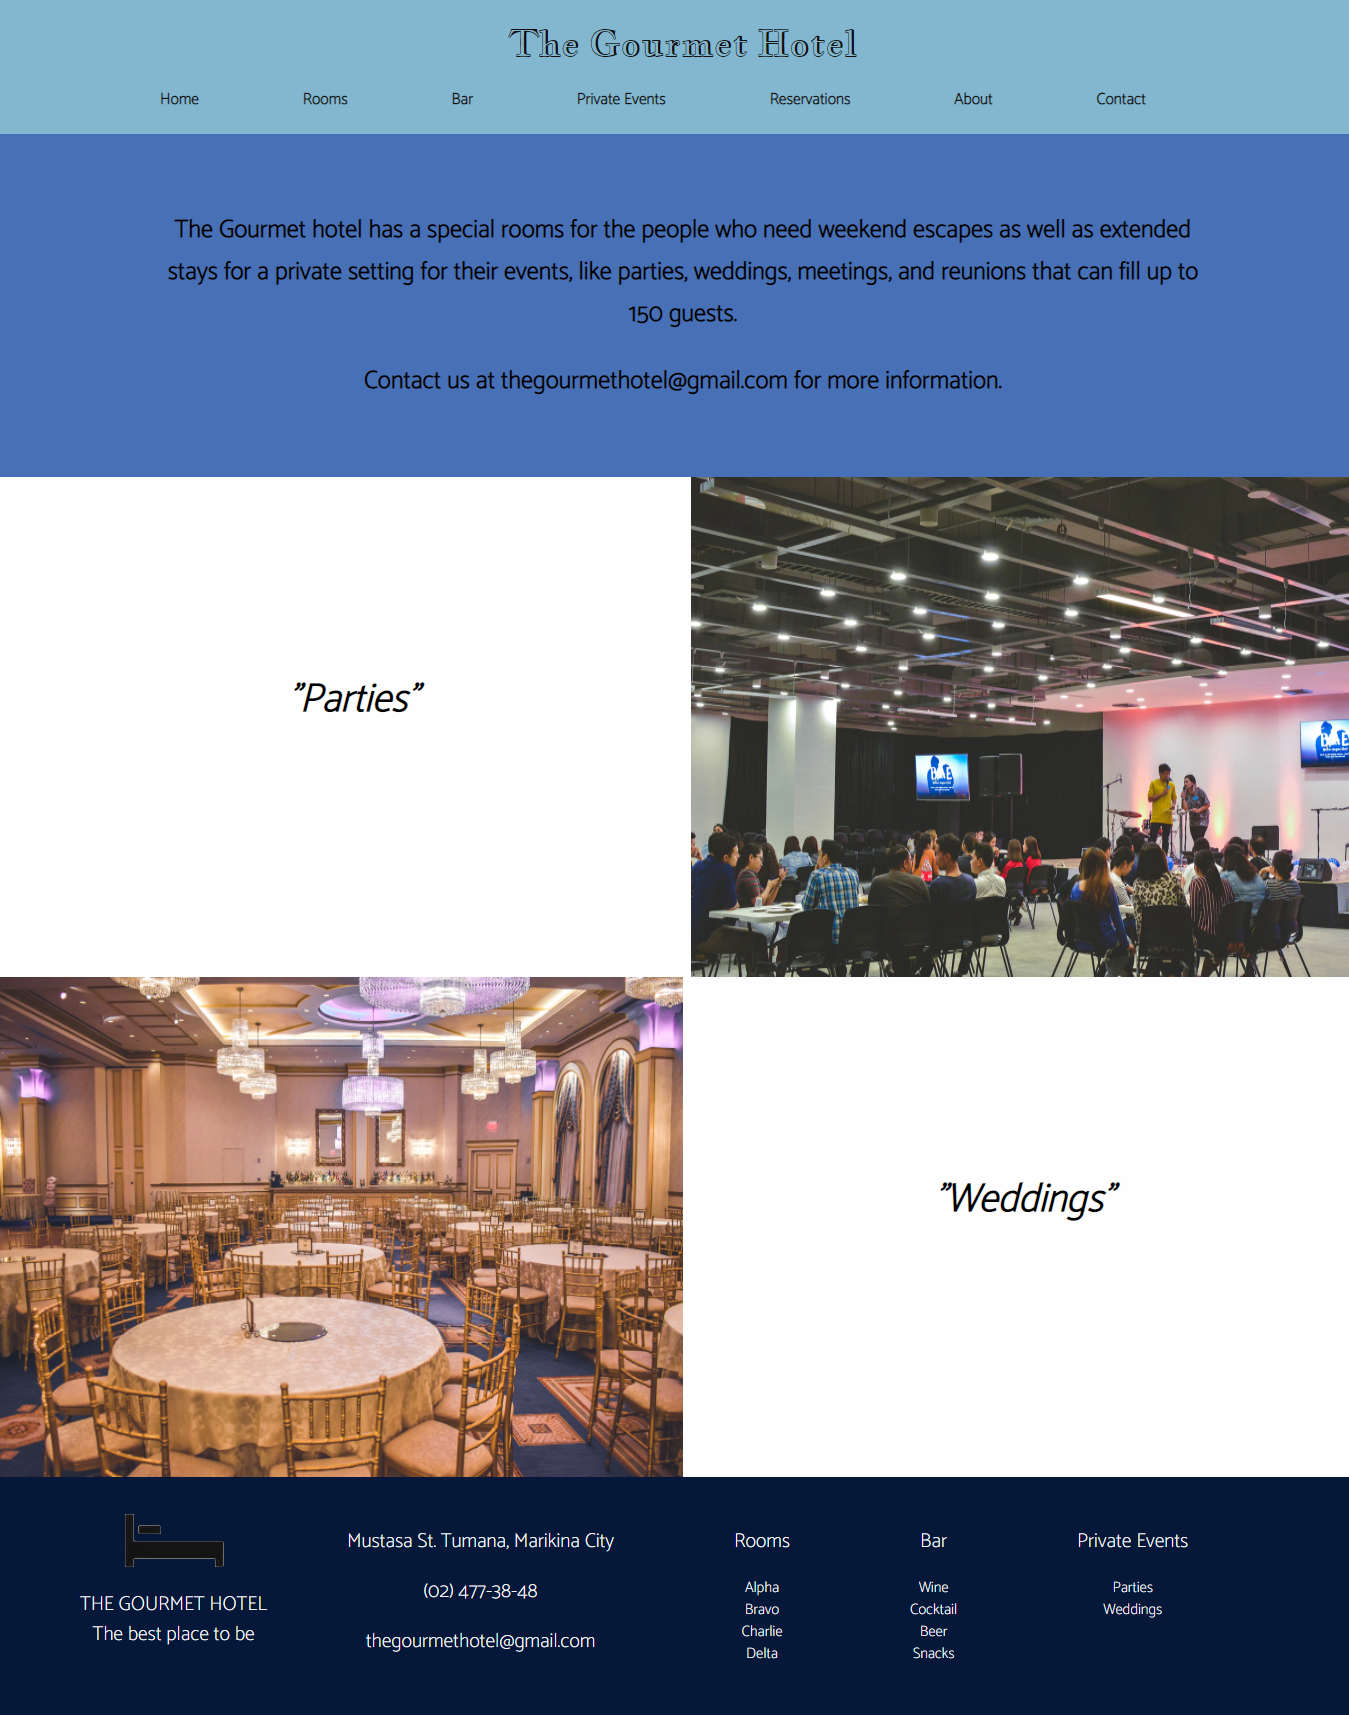 The Gourmet Hotel
Home Rooms Bar Private Events Reservations About Contact
The Gourmet hotel has a special rooms for the people who need weekend escapes as well as extended
stays for a private setting for their events, like parties, weddings, meetings, and reunions that can fill up to
150 guests.
Contact us at thegourmethotel@gmail.com for more information.
"Parties"
"Weddings"
THE GOURMET HOTEL
The best place to be
Mustasa St. Tumana, Marikina City
(02) 477-38-48
thegourmethotel@gmail.com
Rooms
Alpha
Bravo
Charlie
Delta
Bar
Wine
Cocktail
Beer
Snacks
Private Events
Parties
Weddings